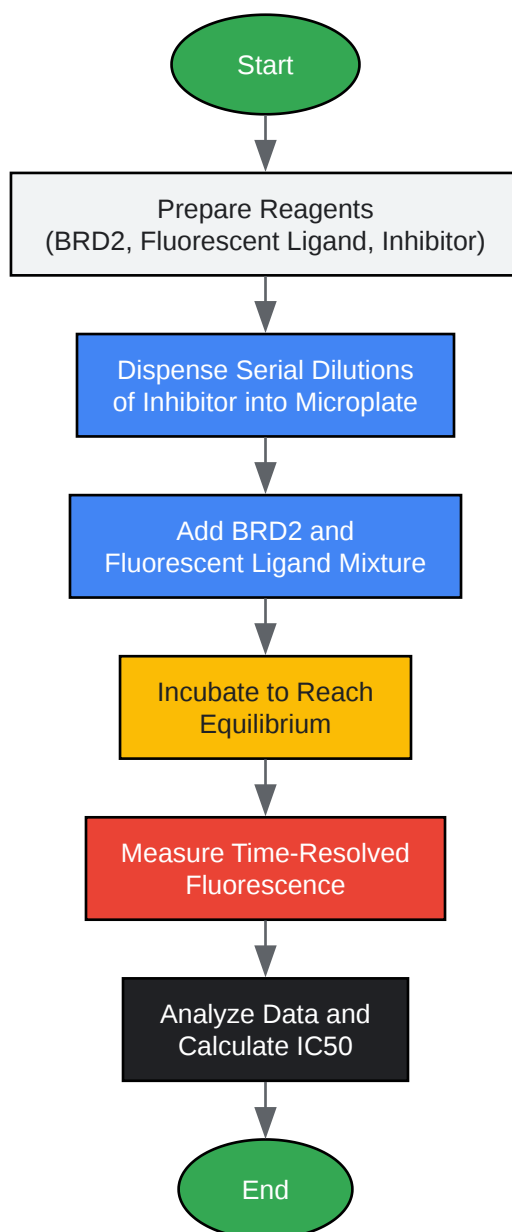 Start
Prepare Reagents
(BRD2, Fluorescent Ligand, Inhibitor)
Dispense Serial Dilutions
of Inhibitor into Microplate
Add BRD2 and
Fluorescent Ligand Mixture
Incubate to Reach
Equilibrium
Measure Time-Resolved
Fluorescence
Analyze Data and
Calculate IC50
End